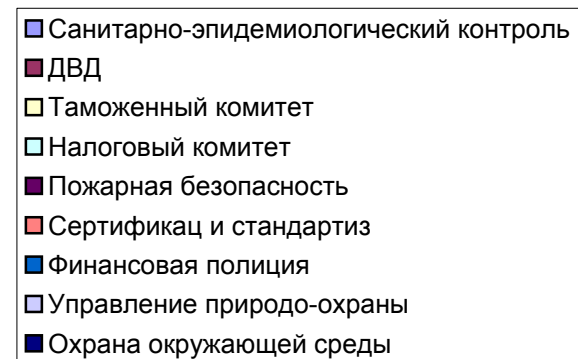 Санитарно-эпидемиологический контроль
ДВД
Таможенный комитет
Налоговый комитет
Пожарная безопасность
Сертификац и стандартиз
Финансовая полиция
Управление природо-охраны
Охрана окружающей среды